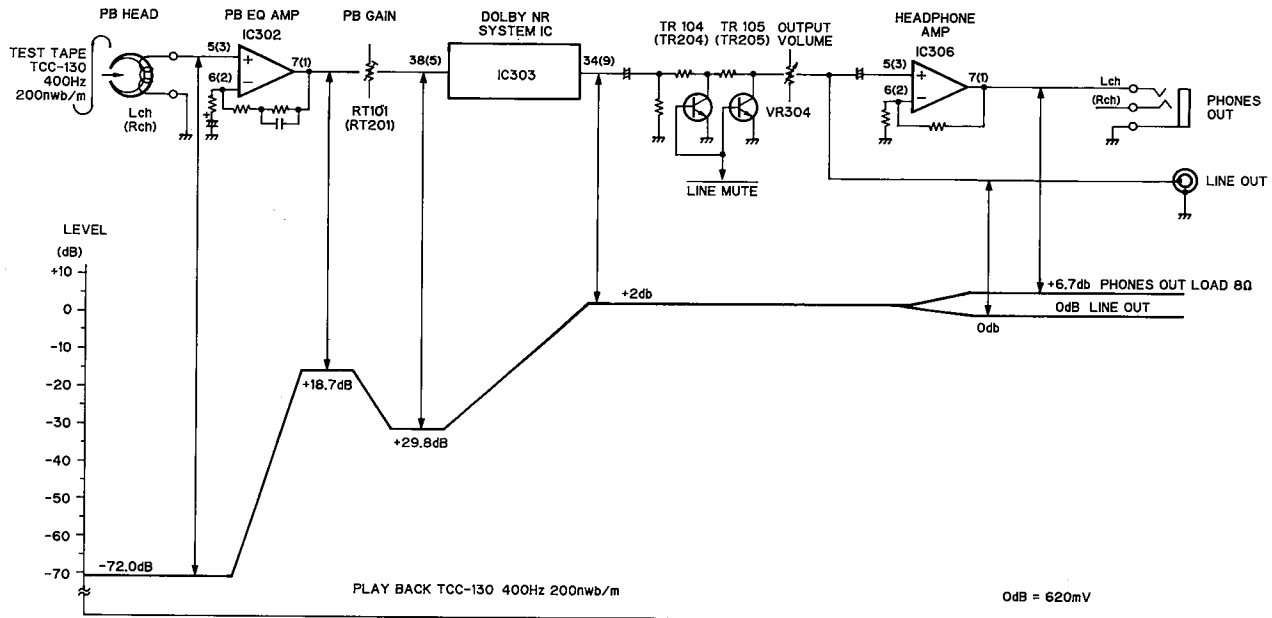 PB HEAD
PB EQ AMP
IC302
PB GAIN
DOLBY NR
SYSTEM IC
TR 104
(TR204)
TR 105
(TR205)
OUTPUT
VOLUME
HEADPHONE
AMP
IC306
TEST TAPE
TCC-130
400Hz
200nwb/m
Lch
(Rch)
5(3)
6(2)
+
−
7(1)
RT101
(RT201)
38(5)
IC303
34(9)
VR304
LINE MUTE
5(3)
6(2)
+
−
7(1)
Lch
(Rch)
PHONES
OUT
LINE OUT
LEVEL
(dB)
+10
0
-10
-20
-30
-40
-50
-60
-70
-72.0dB
+18.7dB
+29.8dB
+2db
+6.7db PHONES OUT LOAD 8Ω
0dB LINE OUT
0db
PLAY BACK TCC-130 400Hz 200nwb/m
0dB = 620mV